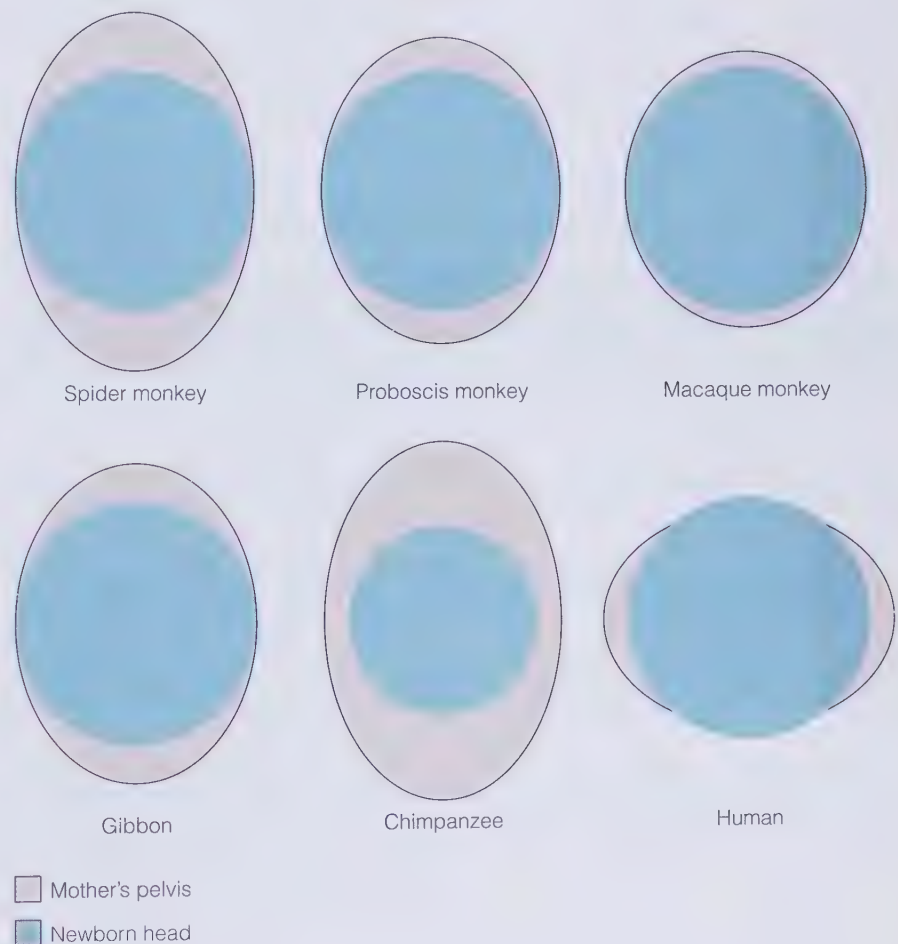 Spider monkey
Proboscis monkey
Macaque monkey
Gibbon
Chimpanzee
Human
Mother's pelvis
Newborn head